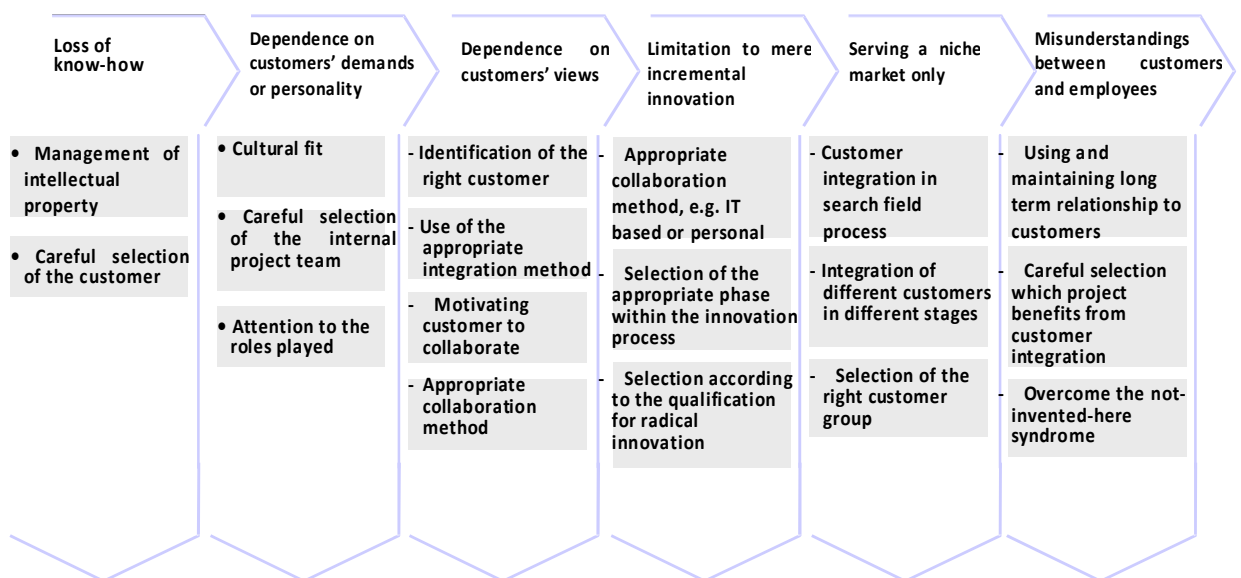 Loss of
know-how
Dependence on
customers' demands
or personality
Dependence on
customers' views
Limitation to mere
incremental
innovation
Serving a niche
market only
Misunderstandings
between customers
and employees
• Management of
intellectual
property
• Careful selection
of the customer
• Cultural fit
• Careful selection
of the internal
project team
• Attention to the
roles played
- Identification of the
right customer
- Use of the
appropriate
integration method
- Motivating
customer to
collaborate
- Appropriate
collaboration
method
- Appropriate
collaboration
method, e.g. IT
based or personal
- Selection of the
appropriate phase
within the innovation
process
- Selection according
to the qualification
for radical
innovation
- Customer
integration in
search field
process
- Integration of
different customers
in different stages
- Selection of the
right customer
group
- Using and
maintaining long
term relationship to
customers
- Careful selection
which project
benefits from
customer
integration
- Overcome the not-
invented-here
syndrome